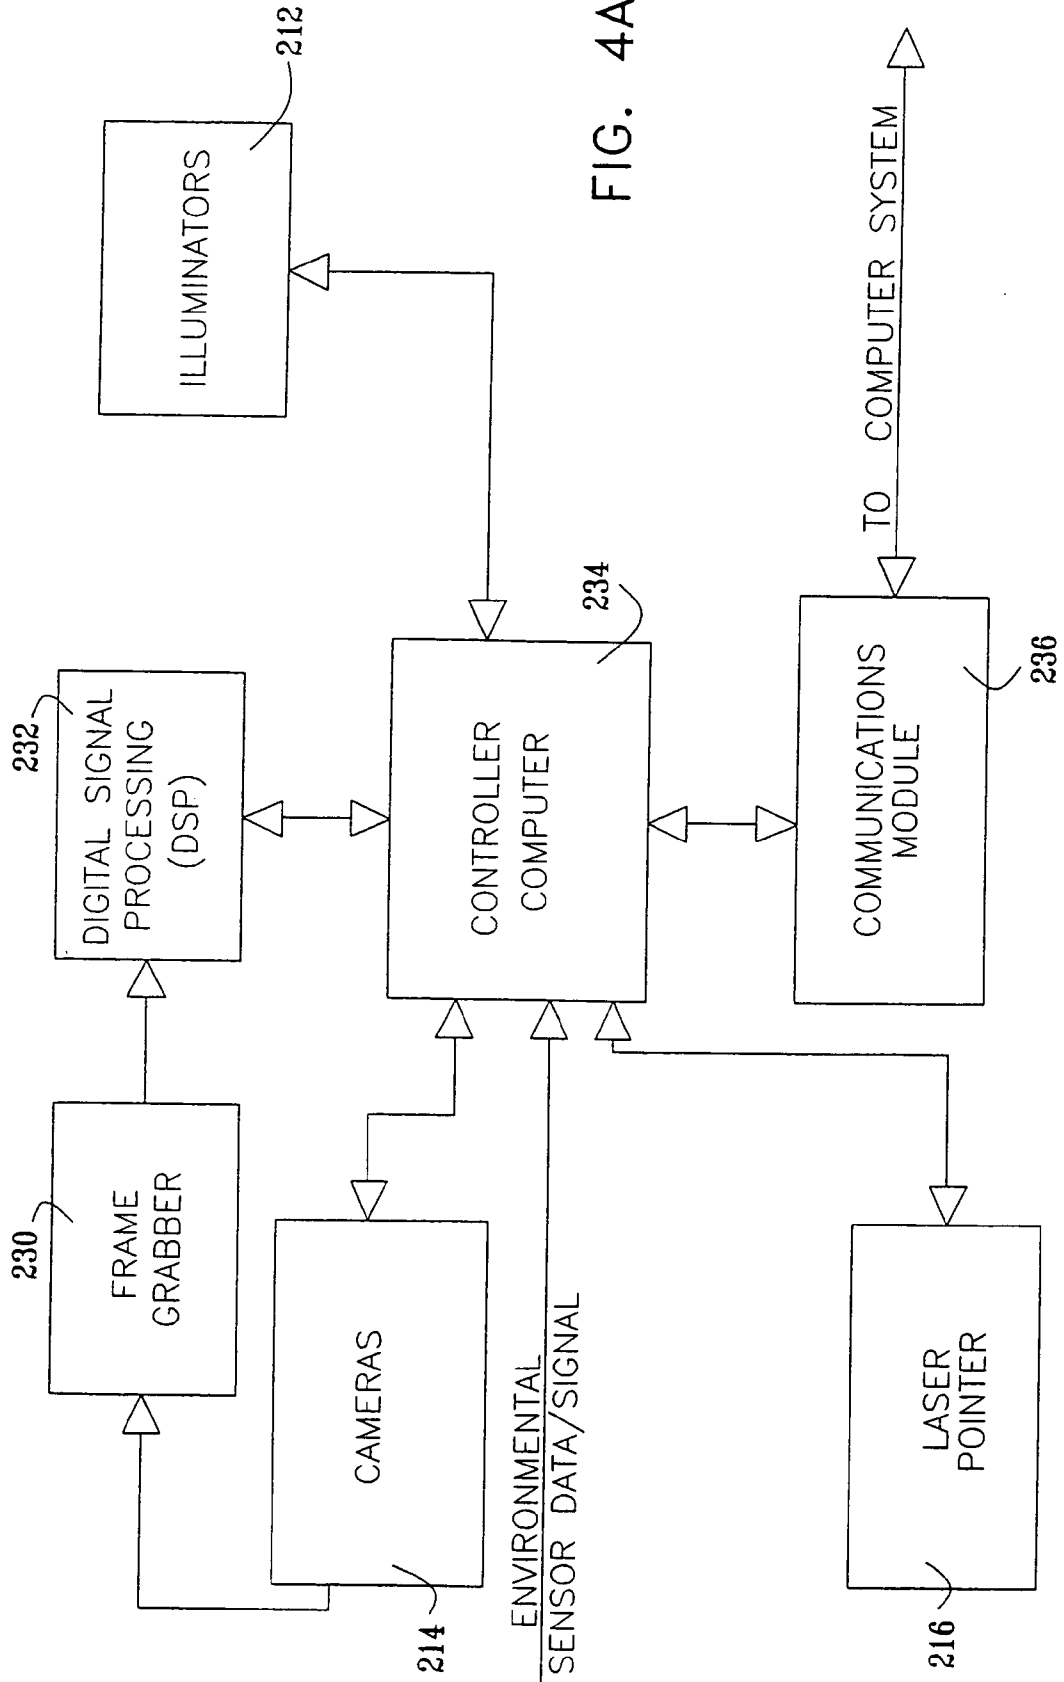 230
FRAME
GRABBER
232
DIGITAL SIGNAL
PROCESSING
(DSP)
ILLUMINATORS
212
CAMERAS
214
CONTROLLER
COMPUTER
234
ENVIRONMENTAL
SENSOR DATA/SIGNAL
FIG. 4A
LASER
POINTER
216
COMMUNICATIONS
MODULE
236
TO COMPUTER SYSTEM